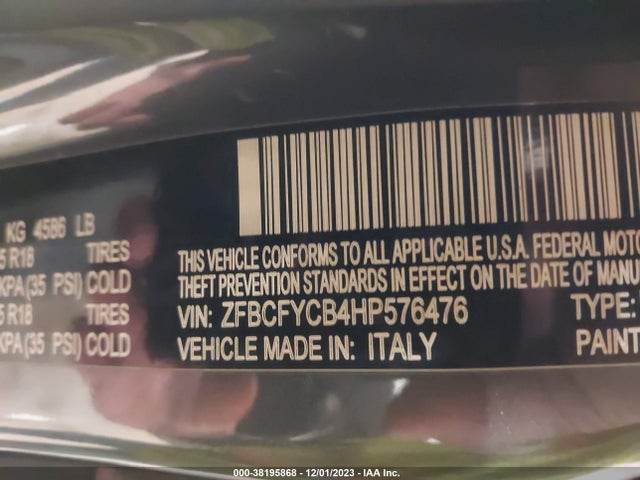 KG 4586 LB
5 R18 TIRES
KPA (35 PSI) COLD
5 R18 TIRES
KPA (35 PSI) COLD
THIS VEHICLE CONFORMS TO ALL APPLICABLE U.S.A. FEDERAL MOTO
THEFT PREVENTION STANDARDS IN EFFECT ON THE DATE OF MANU
VIN: ZFBCFYCB4HP576476 TYPE:
VEHICLE MADE IN: ITALY PAINT
000-38195868 - 12/01/2023 - IAA Inc.